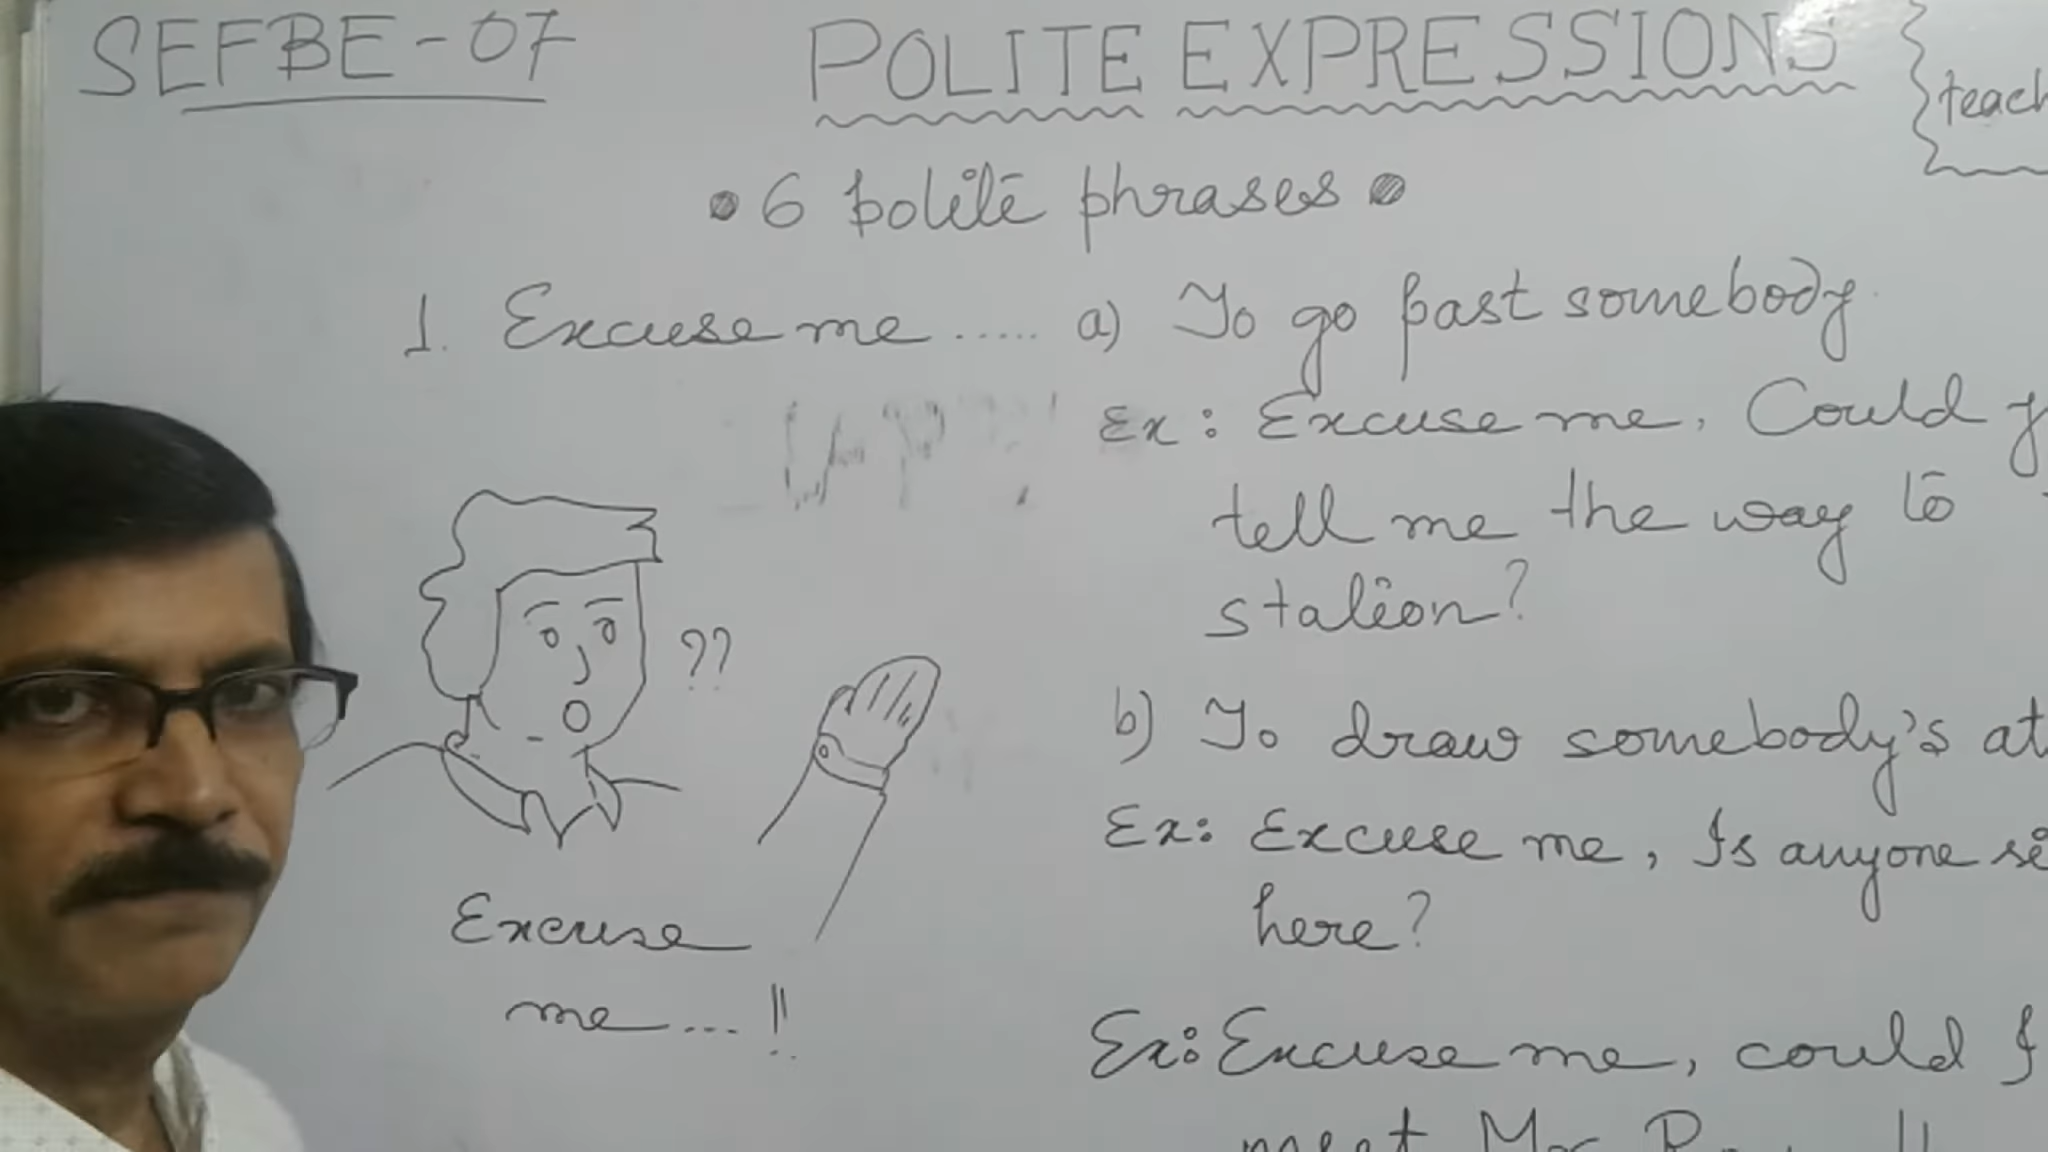 SEFBE-07
POLITE EXPRESSIONS
teach
• 6 polite phrases •
1. Excuse me ..... a) To go past somebody
Ex: Excuse me. Could y
tell me the way to
station?
??
b) To draw somebody's at
Ex: Excuse me, Is anyone si
here?
Excuse
me ... !!
Ex: Excuse me, could I
meet Mr